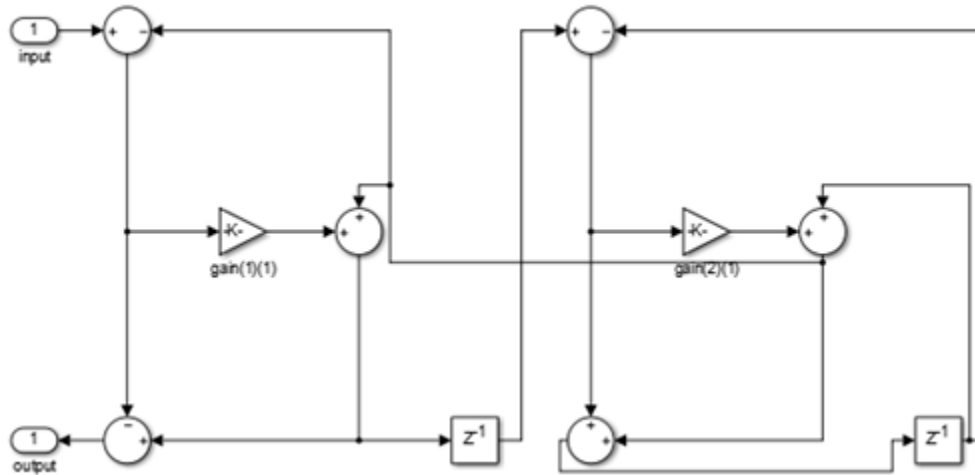 1
input
+
-
+
-
+
+
-K-
gain(1)(1)
+
+
-K-
gain(2)(1)
-
+
+
+
1
output
Z-1
Z-1